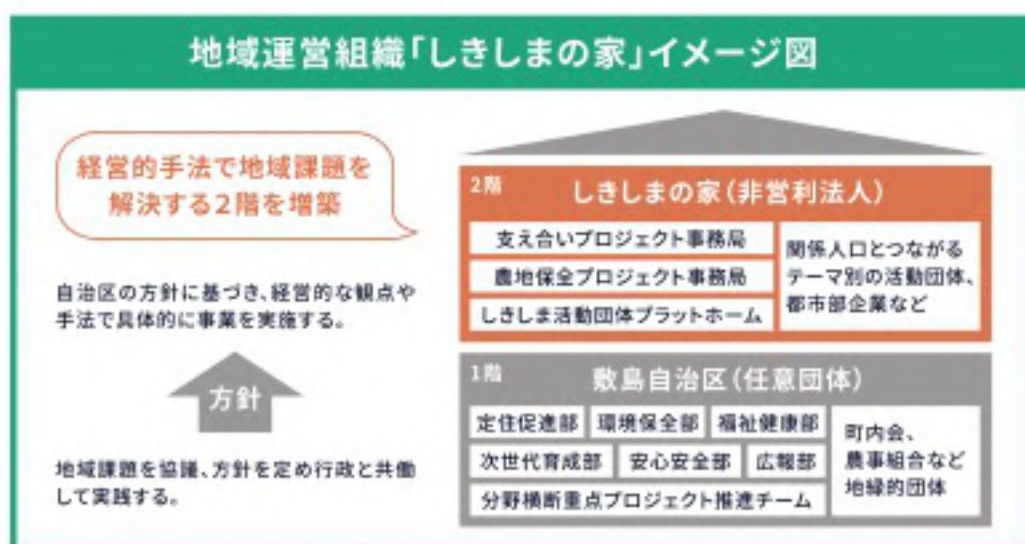 地域運営組織「しきしまの家」イメージ図
経営的手法で地域課題を
解決する2階を増築
自治区の方針に基づき、経営的な観点や
手法で具体的に事業を実施する。
方針
地域課題を協議、方針を定め行政と共働
して実践する。
2階
しきしまの家(非営利法人)
支え合いプロジェクト事務局
農地保全プロジェクト事務局
しきしま活動団体プラットホーム
関係人口とつながる
テーマ別の活動団体、
都市部企業など
1階
敷島自治区(任意団体)
定住促進部 環境保全部 福祉健康部
次世代育成部 安心安全部 広報部
分野横断重点プロジェクト推進チーム
町内会、
農事組合など
地縁的団体